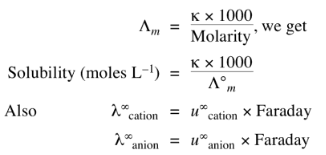 Λm = κ × 1000 / Molarity, we get
Solubility (moles L⁻¹) = κ × 1000 / Λ°m
Also λ∞cation = u∞cation × Faraday
λ∞anion = u∞anion × Faraday